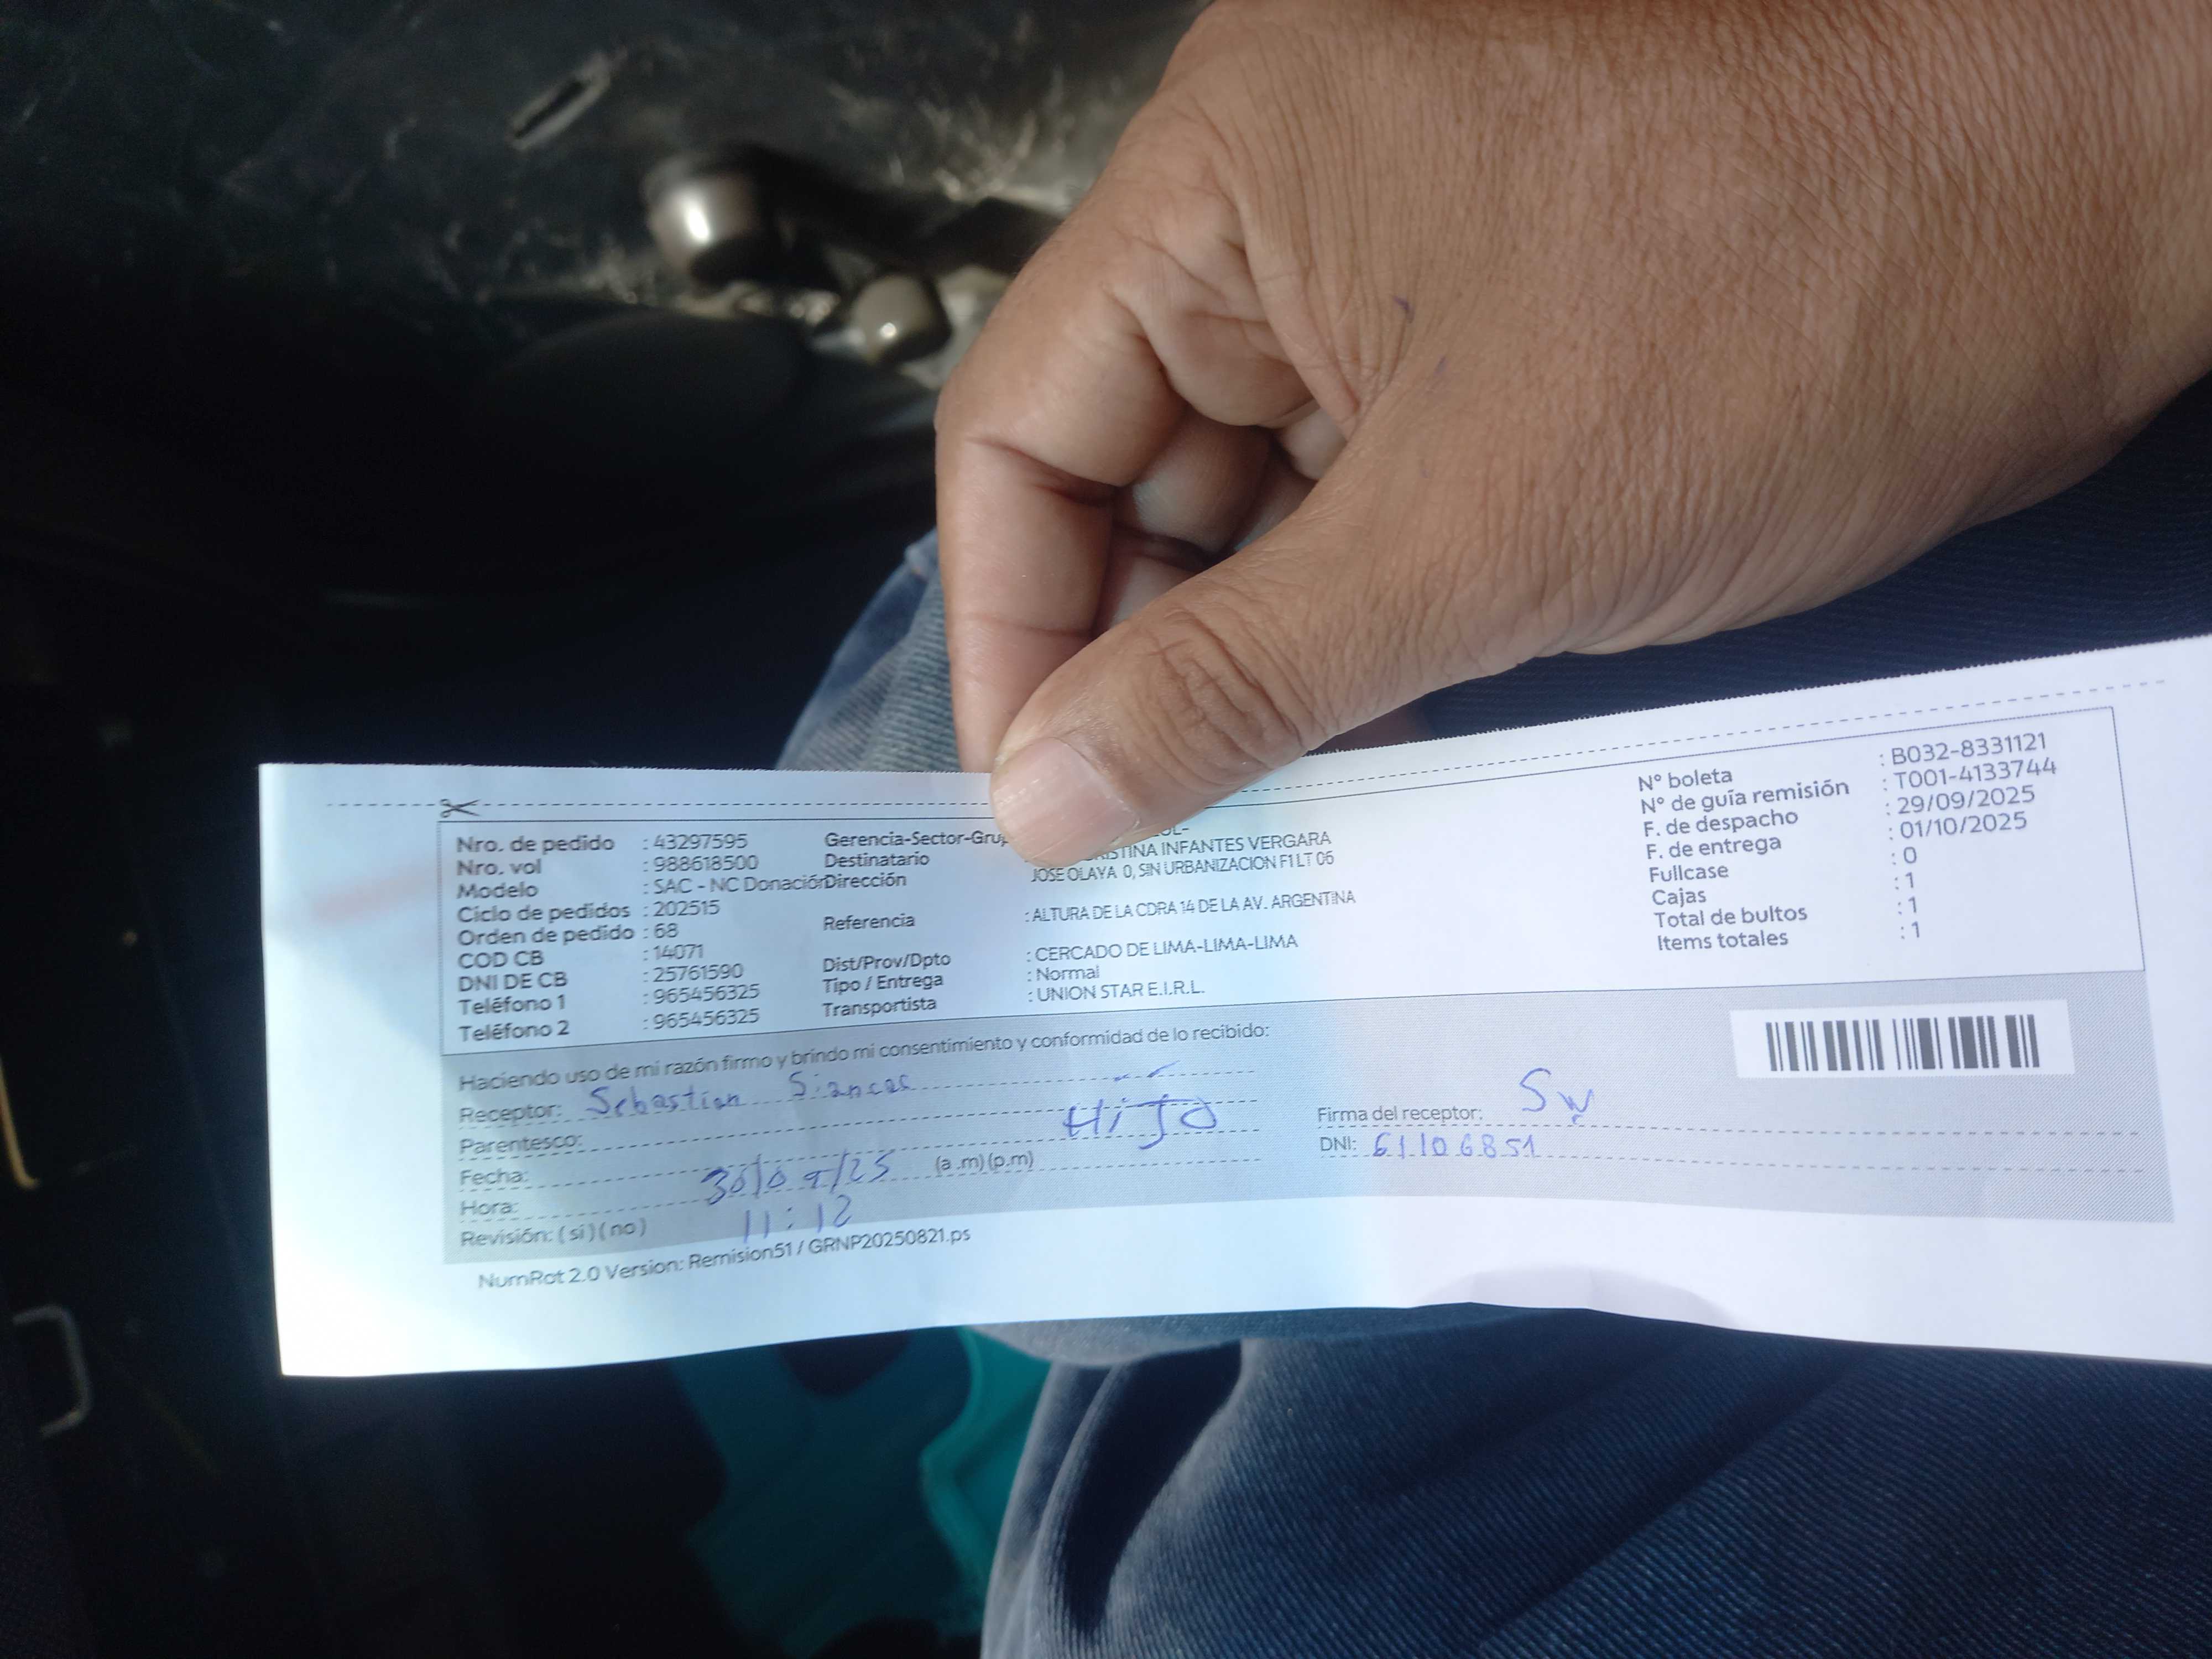 Nro. de pedido : 43297595
Nro. vol : 988618500
Modelo : SAC - NC Donación
Ciclo de pedidos : 202515
Orden de pedido : 68
COD CB : 14071
DNI DE CB : 25761590
Teléfono 1 : 965456325
Teléfono 2 : 965456325
Gerencia-Sector-Gru
Destinatario INFANTES VERGARA
Dirección JOSE OLAYA 0, SIN URBANIZACION F1 LT 06
Referencia : ALTURA DE LA CDRA 14 DE LA AV. ARGENTINA
Dist/Prov/Dpto : CERCADO DE LIMA-LIMA-LIMA
Tipo / Entrega : Normal
Transportista : UNION STAR E.I.R.L.
Nº boleta : B032-8331121
Nº de guía remisión : T001-4133744
F. de despacho : 29/09/2025
F. de entrega : 01/10/2025
Fullcase : 0
Cajas : 1
Total de bultos : 1
Items totales : 1
Haciendo uso de mi razón firmo y brindo mi consentimiento y conformidad de lo recibido:
Receptor: Sebastian
Parentesco: HiJO
Fecha: 30/09/25 (a .m) (p.m)
Hora: 11:12
Revisión: ( si ) ( no )
Firma del receptor:
DNI: 61106851
NumRot 2.0 Version: Remision51 / GRNP20250821.ps